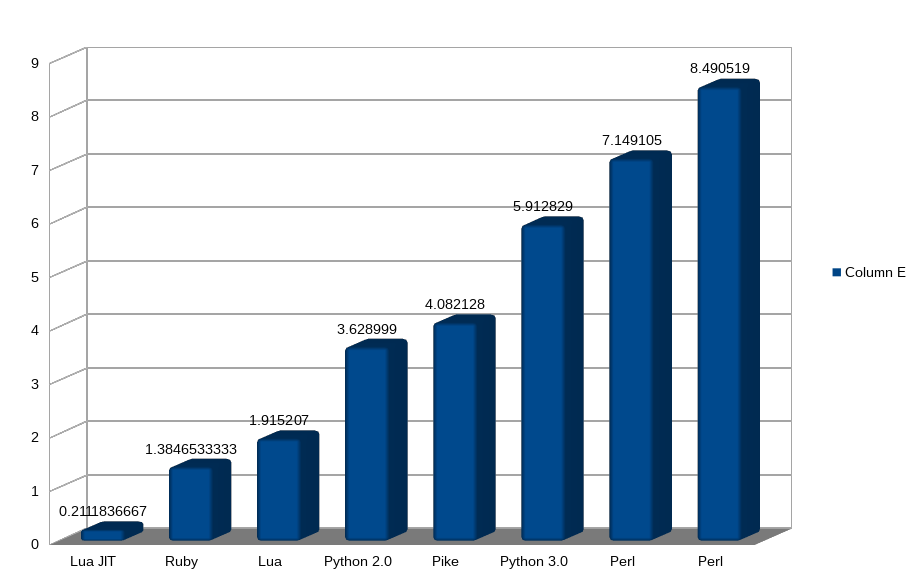 9
8
7
6
5
4
3
2
1
0
0.2111836667
1.3846533333
1.915207
3.628999
4.082128
5.912829
7.149105
8.490519
Lua JIT
Ruby
Lua
Python 2.0
Pike
Python 3.0
Perl
Perl
Column E